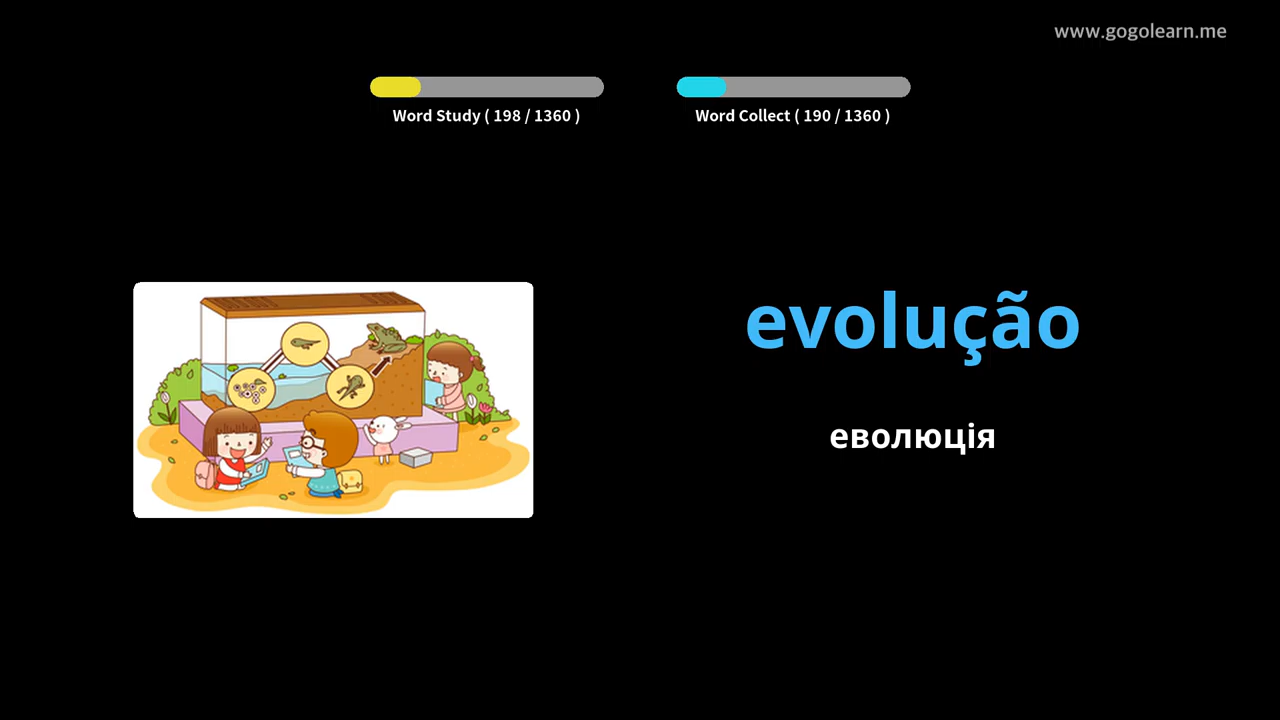 www.gogolearn.me
Word Study ( 198 / 1360 )
Word Collect ( 190 / 1360 )
evolução
еволюція